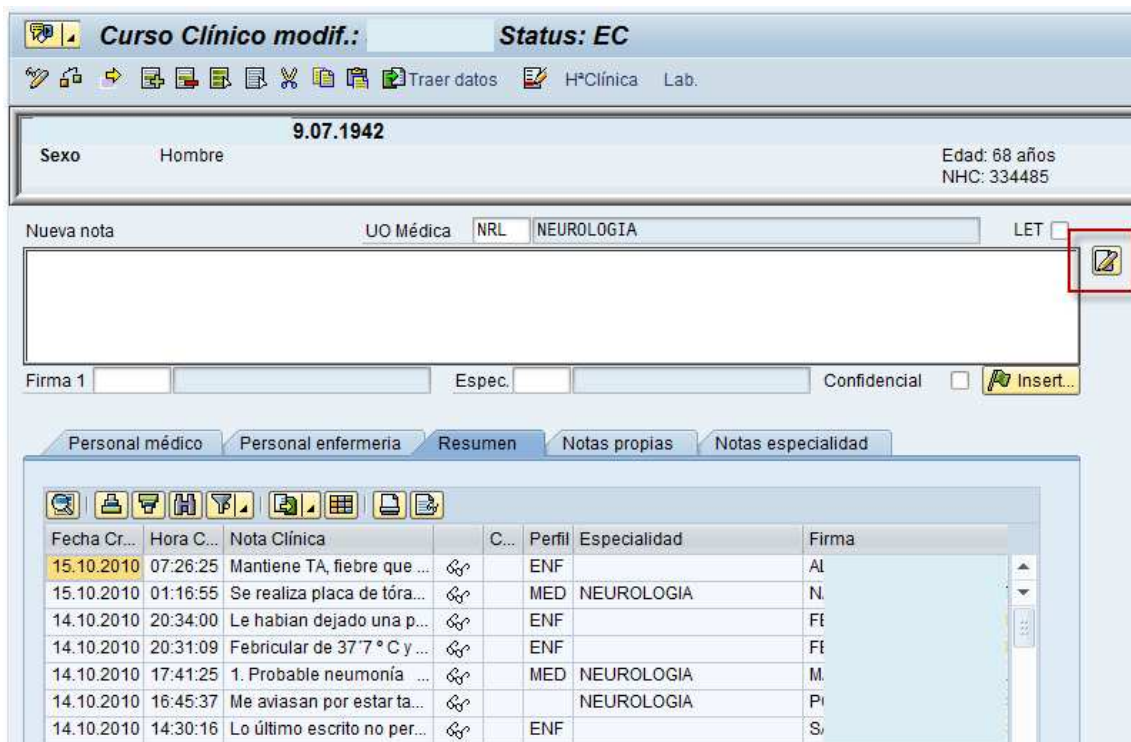 Curso Clínico modif.: Status: EC
Traer datos HªClínica Lab.
9.07.1942
Sexo Hombre Edad: 68 años
NHC: 334485
Nueva nota UO Médica NRL NEUROLOGIA LET
Firma 1 Espec. Confidencial Insert...
Personal médico Personal enfermeria Resumen Notas propias Notas especialidad
Fecha Cr... Hora C... Nota Clínica C... Perfil Especialidad Firma
15.10.2010 07:26:25 Mantiene TA, fiebre que ... ENF
15.10.2010 01:16:55 Se realiza placa de tóra... MED NEUROLOGIA
14.10.2010 20:34:00 Le habian dejado una p... ENF
14.10.2010 20:31:09 Febricular de 37´7 º C y ... ENF
14.10.2010 17:41:25 1. Probable neumonía ... MED NEUROLOGIA
14.10.2010 16:45:37 Me aviasan por estar ta... NEUROLOGIA
14.10.2010 14:30:16 Lo último escrito no per... ENF